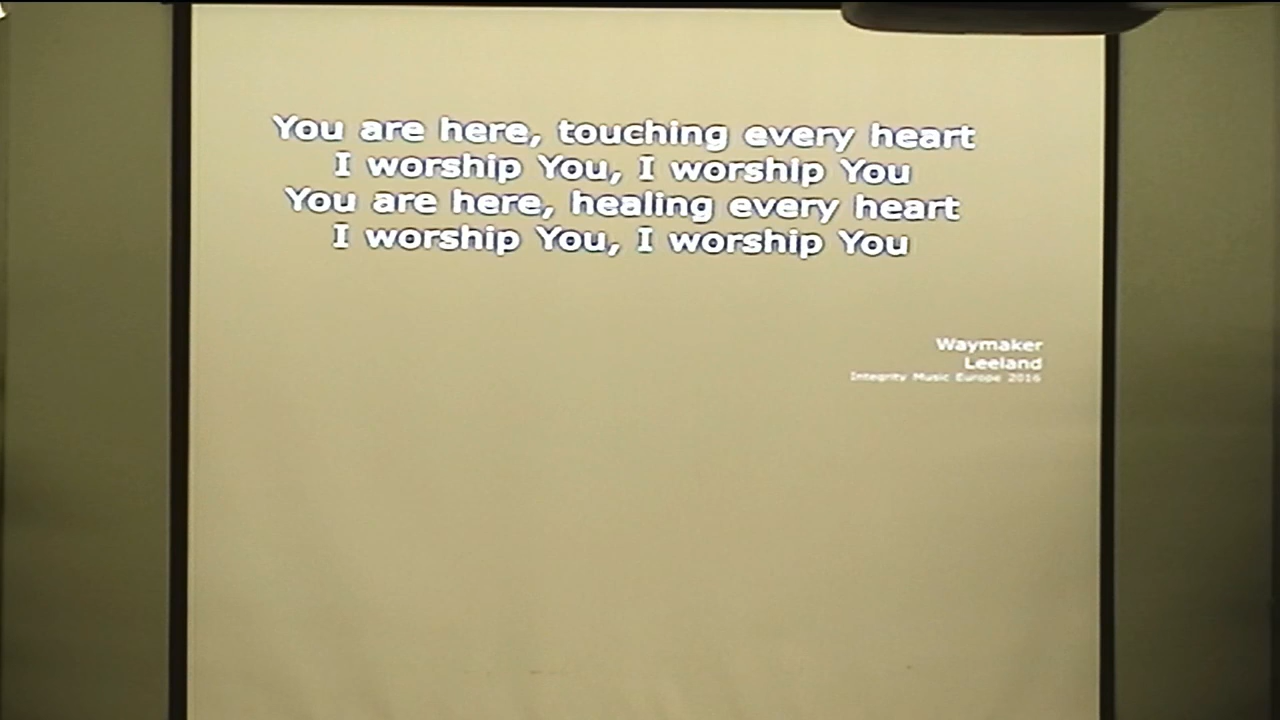 You are here, touching every heart
I worship You, I worship You
You are here, healing every heart
I worship You, I worship You
Waymaker
Leeland
Integrity Music Europe 2016